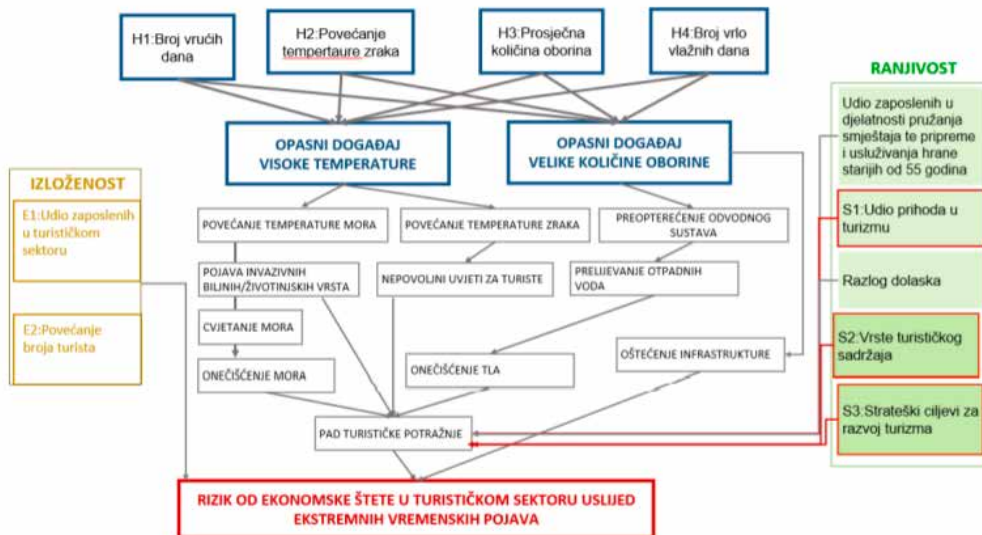 H1:Broj vrućih
dana
H2:Povećanje
tempertaure zraka
H3:Prosječna
količina oborina
H4:Broj vrlo
vlažnih dana
RANJIVOST
Udio zaposlenih u
djelatnosti pružanja
smještaja te pripreme
i usluživanja hrane
starijih od 55 godina
S1:Udio prihoda u
turizmu
Razlog dolaska
S2:Vrste turističkog
sadržaja
S3:Strateški ciljevi za
razvoj turizma
OPASNI DOGAĐAJ
VISOKE TEMPERATURE
OPASNI DOGAĐAJ
VELIKE KOLIČINE OBORINE
IZLOŽENOST
E1:Udio zaposlenih
u turističkom
sektoru
E2:Povećanje
broja turista
POVEĆANJE TEMPERATURE MORA
POVEĆANJE TEMPERATURE ZRAKA
PREOPTEREĆENJE ODVODNOG
SUSTAVA
POJAVA INVAZIVNIH
BILJNIH/ŽIVOTINJSKIH VRSTA
NEPOVOLJNI UVJETI ZA TURISTE
PRELIJEVANJE OTPADNIH
VODA
CVJETANJE MORA
OŠTEĆENJE INFRASTRUKTURE
ONEČIŠĆENJE MORA
ONEČIŠĆENJE TLA
PAD TURISTIČKE POTRAŽNJE
RIZIK OD EKONOMSKE ŠTETE U TURISTIČKOM SEKTORU USLIJED
EKSTREMNIH VREMENSKIH POJAVA